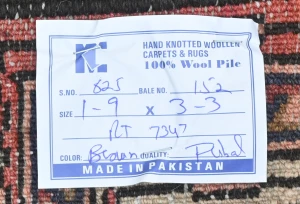 HAND KNOTTED WOOLLEN
CARPETS & RUGS
100% Wool Pile
S.NO. 825 BALE NO. 152
SIZE 1-9 x 3-3
RT 7347
COLOR Brown QUALITY
MADE IN PAKISTAN